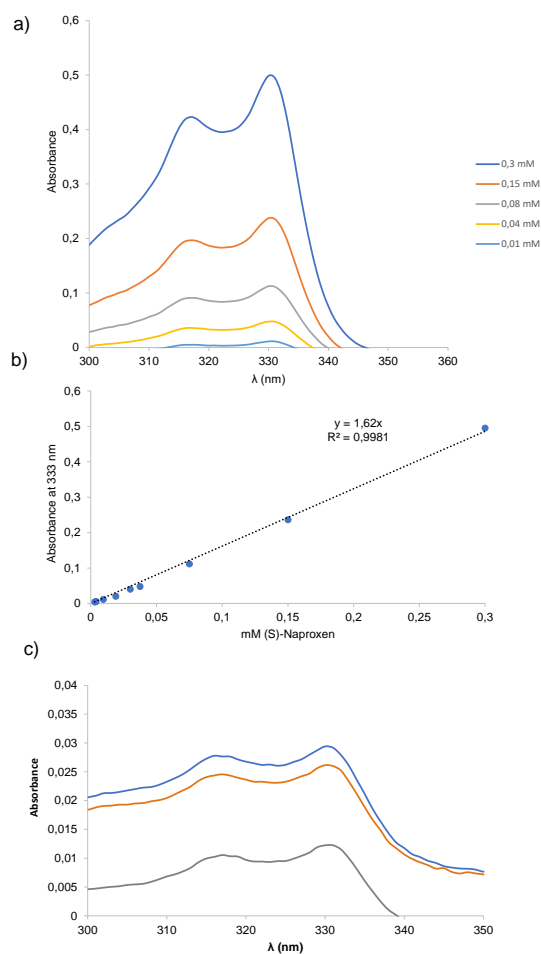 a)
0,6
0,5
0,4
0,3
0,2
0,1
0
Absorbance
300 310 320 330 340 350 360
λ (nm)
0,3 mM
0,15 mM
0,08 mM
0,04 mM
0,01 mM
b)
0,6
0,5
0,4
0,3
0,2
0,1
0
Absorbance at 333 nm
y = 1,62x
R² = 0,9981
0 0,05 0,1 0,15 0,2 0,25 0,3
mM (S)-Naproxen
c)
0,04
0,035
0,03
0,025
0,02
0,015
0,01
0,005
0
Absorbance
300 310 320 330 340 350
λ (nm)